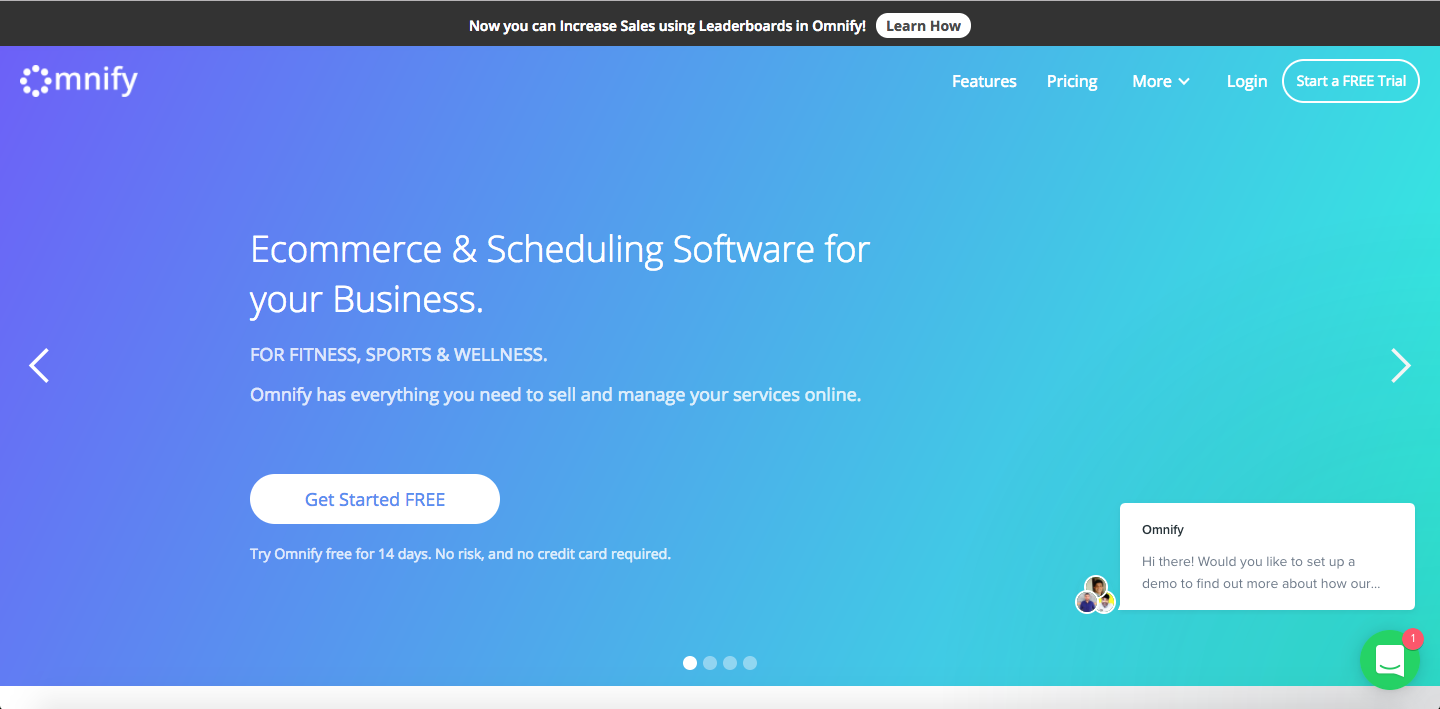 Now you can Increase Sales using Leaderboards in Omnify! Learn How
Omnify
Features Pricing More Login Start a FREE Trial
Ecommerce & Scheduling Software for
your Business.
FOR FITNESS, SPORTS & WELLNESS.
Omnify has everything you need to sell and manage your services online.
Get Started FREE
Try Omnify free for 14 days. No risk, and no credit card required.
Omnify
Hi there! Would you like to set up a
demo to find out more about how our...
1